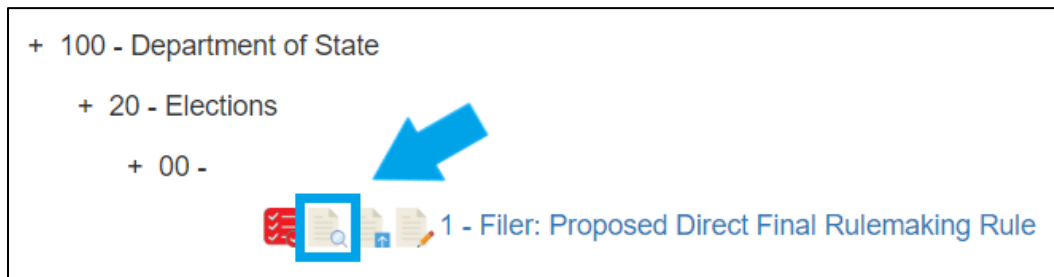 + 100 - Department of State
+ 20 - Elections
+ 00 -
1 - Filer: Proposed Direct Final Rulemaking Rule